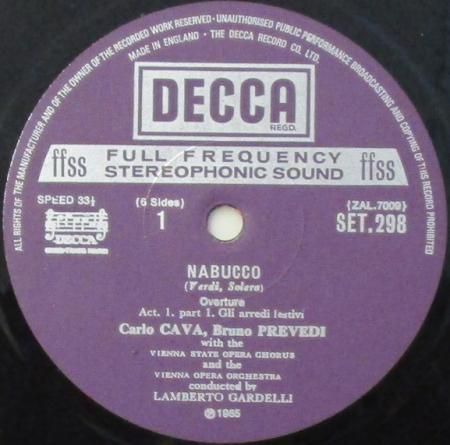 ALL RIGHTS OF THE MANUFACTURER AND OF THE OWNER OF THE RECORDED WORK RESERVED · UNAUTHORISED PUBLIC PERFORMANCE BROADCASTING AND COPYING OF THIS RECORD PROHIBITED
MADE IN ENGLAND · THE DECCA RECORD CO. LTD.
DECCA
REGD.
ffss FULL FREQUENCY ffss
STEREOPHONIC SOUND
SPEED 33⅓ (6 Sides) (ZAL.7009)
1 SET.298
DECCA
NABUCCO
(Verdi, Solera)
Overture
Act. 1. part 1. Gli arredi festivi
Carlo CAVA, Bruno PREVEDI
with the
VIENNA STATE OPERA CHORUS
and the
VIENNA OPERA ORCHESTRA
conducted by
LAMBERTO GARDELLI
℗1965